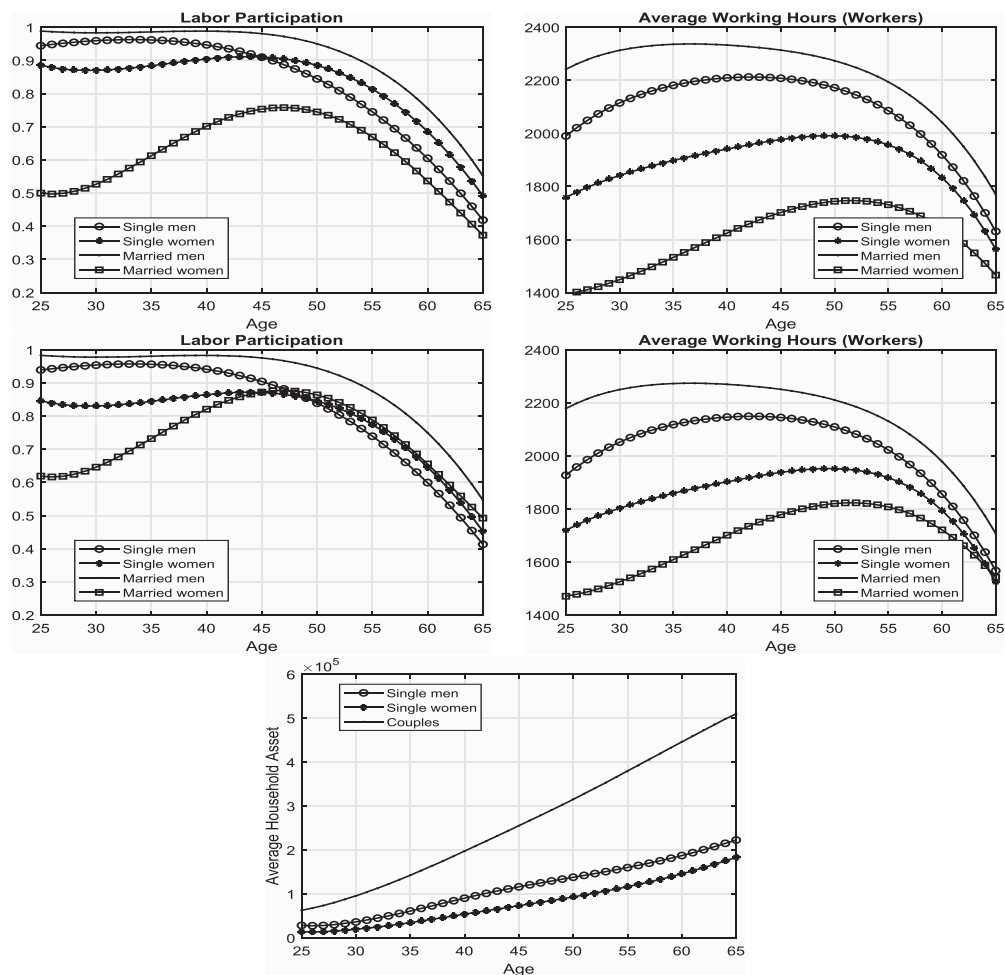 Labor Participation
1
0.9
0.8
0.7
0.6
0.5
0.4
0.3
0.2
25 30 35 40 45 50 55 60 65
Age
Single men
Single women
Married men
Married women
Average Working Hours (Workers)
2400
2200
2000
1800
1600
1400
25 30 35 40 45 50 55 60 65
Age
Single men
Single women
Married men
Married women
Labor Participation
1
0.9
0.8
0.7
0.6
0.5
0.4
0.3
0.2
25 30 35 40 45 50 55 60 65
Age
Single men
Single women
Married men
Married women
Average Working Hours (Workers)
2400
2200
2000
1800
1600
1400
25 30 35 40 45 50 55 60 65
Age
Single men
Single women
Married men
Married women
×10⁵
6
5
4
3
2
1
0
Average Household Asset
25 30 35 40 45 50 55 60 65
Age
Single men
Single women
Couples